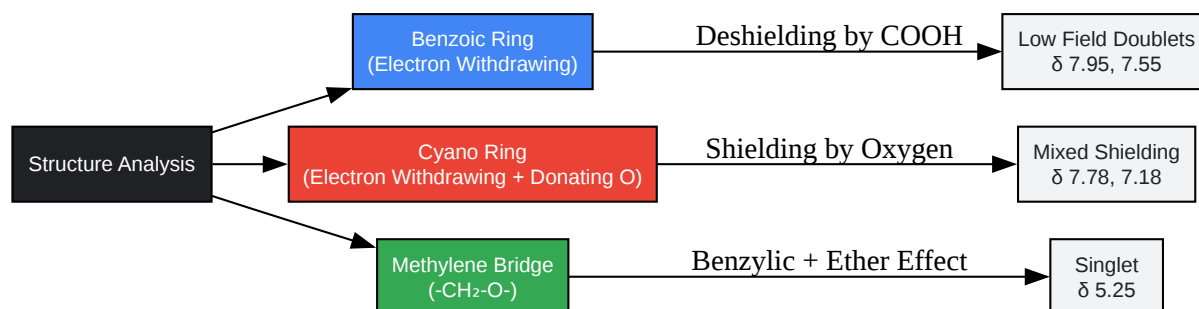 Structure Analysis
Benzoic Ring
(Electron Withdrawing)
Deshielding by COOH
Low Field Doublets
δ 7.95, 7.55
Cyano Ring
(Electron Withdrawing + Donating O)
Shielding by Oxygen
Mixed Shielding
δ 7.78, 7.18
Methylene Bridge
(-CH₂-O-)
Benzylic + Ether Effect
Singlet
δ 5.25